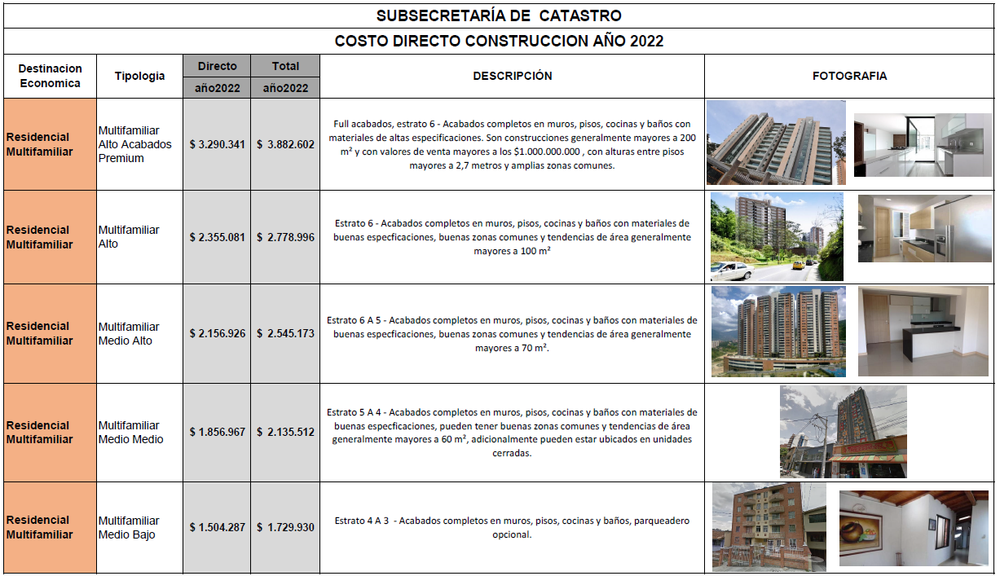 SUBSECRETARÍA DE CATASTRO
COSTO DIRECTO CONSTRUCCION AÑO 2022
Destinacion
Economica
Tipologia
Directo
año2022
Total
año2022
DESCRIPCIÓN
FOTOGRAFIA
Residencial
Multifamiliar
Multifamiliar
Alto Acabados
Premium
$ 3.290.341
$ 3.882.602
Full acabados, estrato 6 - Acabados completos en muros, pisos, cocinas y baños con
materiales de altas especificaciones. Son construcciones generalmente mayores a 200
m² y con valores de venta mayores a los $1.000.000.000 , con alturas entre pisos
mayores a 2,7 metros y amplias zonas comunes.
Residencial
Multifamiliar
Multifamiliar
Alto
$ 2.355.081
$ 2.778.996
Estrato 6 - Acabados completos en muros, pisos, cocinas y baños con materiales de
buenas especficaciones, buenas zonas comunes y tendencias de área generalmente
mayores a 100 m²
Residencial
Multifamiliar
Multifamiliar
Medio Alto
$ 2.156.926
$ 2.545.173
Estrato 6 A 5 - Acabados completos en muros, pisos, cocinas y baños con materiales de
buenas especficaciones, buenas zonas comunes y tendencias de área generalmente
mayores a 70 m².
Residencial
Multifamiliar
Multifamiliar
Medio Medio
$ 1.856.967
$ 2.135.512
Estrato 5 A 4 - Acabados completos en muros, pisos, cocinas y baños con materiales de
buenas especficaciones, pueden tener buenas zonas comunes y tendencias de área
generalmente mayores a 60 m², adicionalmente pueden estar ubicados en unidades
cerradas.
Residencial
Multifamiliar
Multifamiliar
Medio Bajo
$ 1.504.287
$ 1.729.930
Estrato 4 A 3 - Acabados completos en muros, pisos, cocinas y baños, parqueadero
opcional.